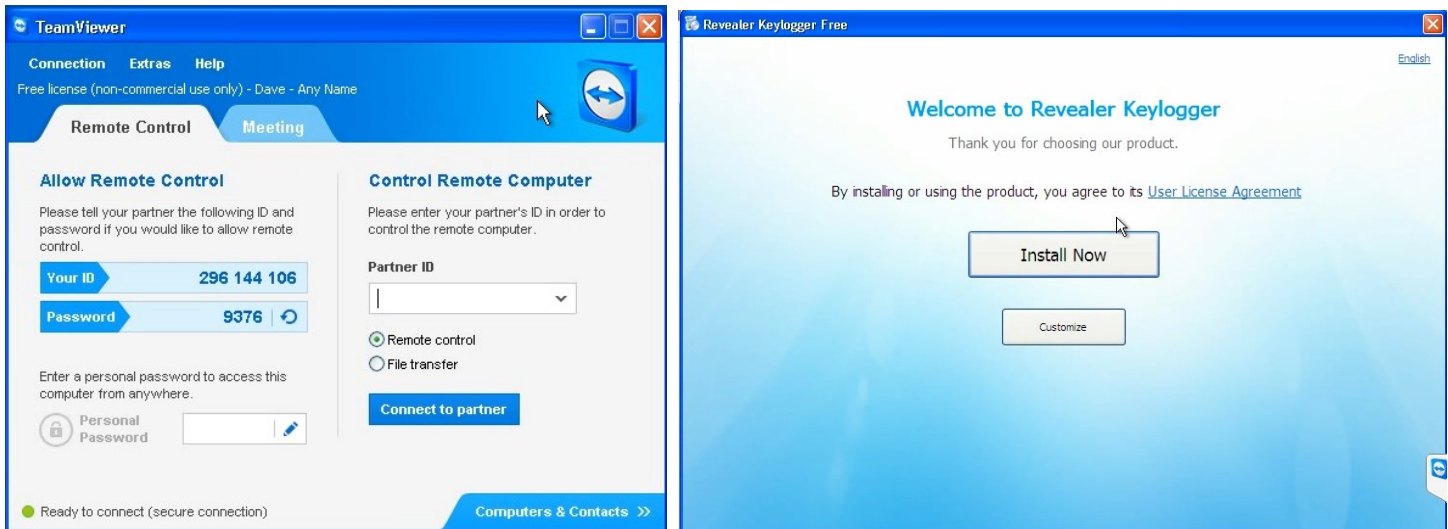 TeamViewer
Connection Extras Help
Free license (non-commercial use only) - Dave - Any Name
Remote Control Meeting
Allow Remote Control
Please tell your partner the following ID and
password if you would like to allow remote
control.
Your ID 296 144 106
Password 9376
Enter a personal password to access this
computer from anywhere.
Personal
Password
Control Remote Computer
Please enter your partner's ID in order to
control the remote computer.
Partner ID
Remote control
File transfer
Connect to partner
Ready to connect (secure connection)
Computers & Contacts >>
Revealer Keylogger Free
English
Welcome to Revealer Keylogger
Thank you for choosing our product.
By installing or using the product, you agree to its User License Agreement
Install Now
Customize